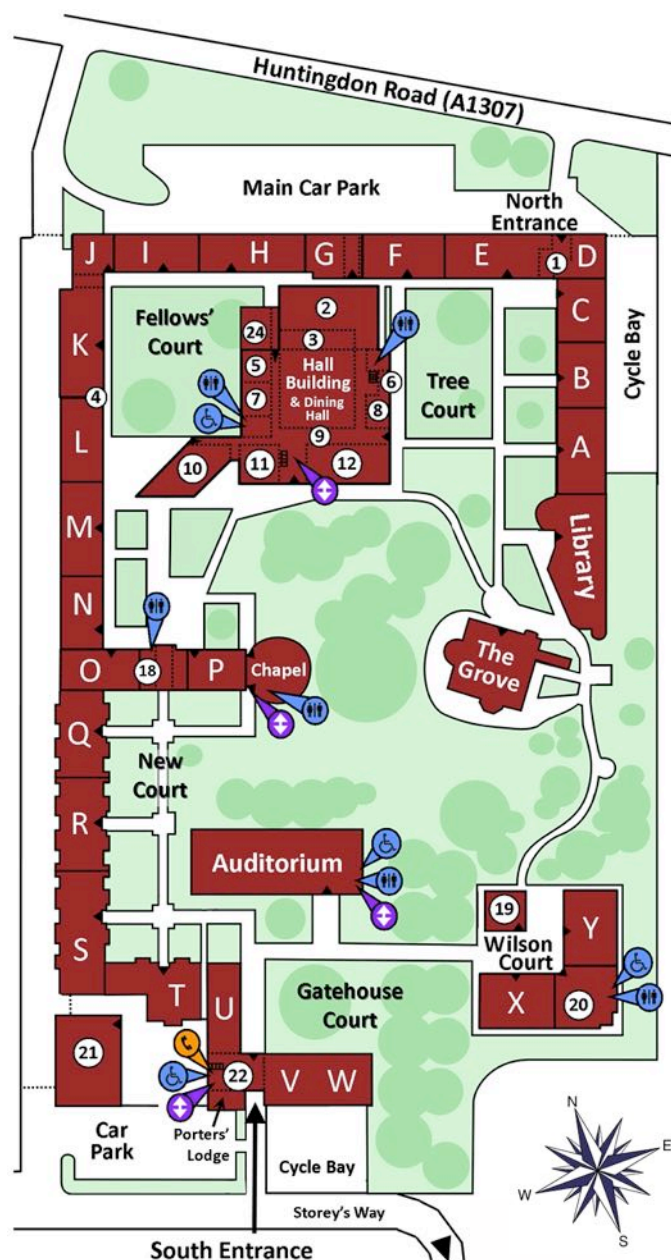 Huntingdon Road (A1307)
Main Car Park
North
Entrance
J
I
H
G
F
E
1
D
C
B
A
Cycle Bay
Fellows'
Court
K
4
L
M
N
24
5
7
2
3
Hall
Building
& Dining
Hall
6
8
9
10
11
12
Tree
Court
Library
The
Grove
O
18
P
Chapel
Q
R
S
New
Court
Auditorium
19
Wilson
Court
Y
X
20
T
U
Gatehouse
Court
21
22
V
W
Porters'
Lodge
Car
Park
Cycle Bay
Storey's Way
South Entrance
N
E
W
S